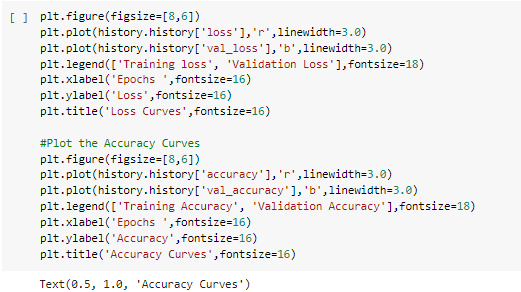 [ ] plt.figure(figsize=[8,6])
plt.plot(history.history['loss'],'r',linewidth=3.0)
plt.plot(history.history['val_loss'],'b',linewidth=3.0)
plt.legend(['Training loss', 'Validation Loss'],fontsize=18)
plt.xlabel('Epochs ',fontsize=16)
plt.ylabel('Loss',fontsize=16)
plt.title('Loss Curves',fontsize=16)

#Plot the Accuracy Curves
plt.figure(figsize=[8,6])
plt.plot(history.history['accuracy'],'r',linewidth=3.0)
plt.plot(history.history['val_accuracy'],'b',linewidth=3.0)
plt.legend(['Training Accuracy', 'Validation Accuracy'],fontsize=18)
plt.xlabel('Epochs ',fontsize=16)
plt.ylabel('Accuracy',fontsize=16)
plt.title('Accuracy Curves',fontsize=16)

Text(0.5, 1.0, 'Accuracy Curves')